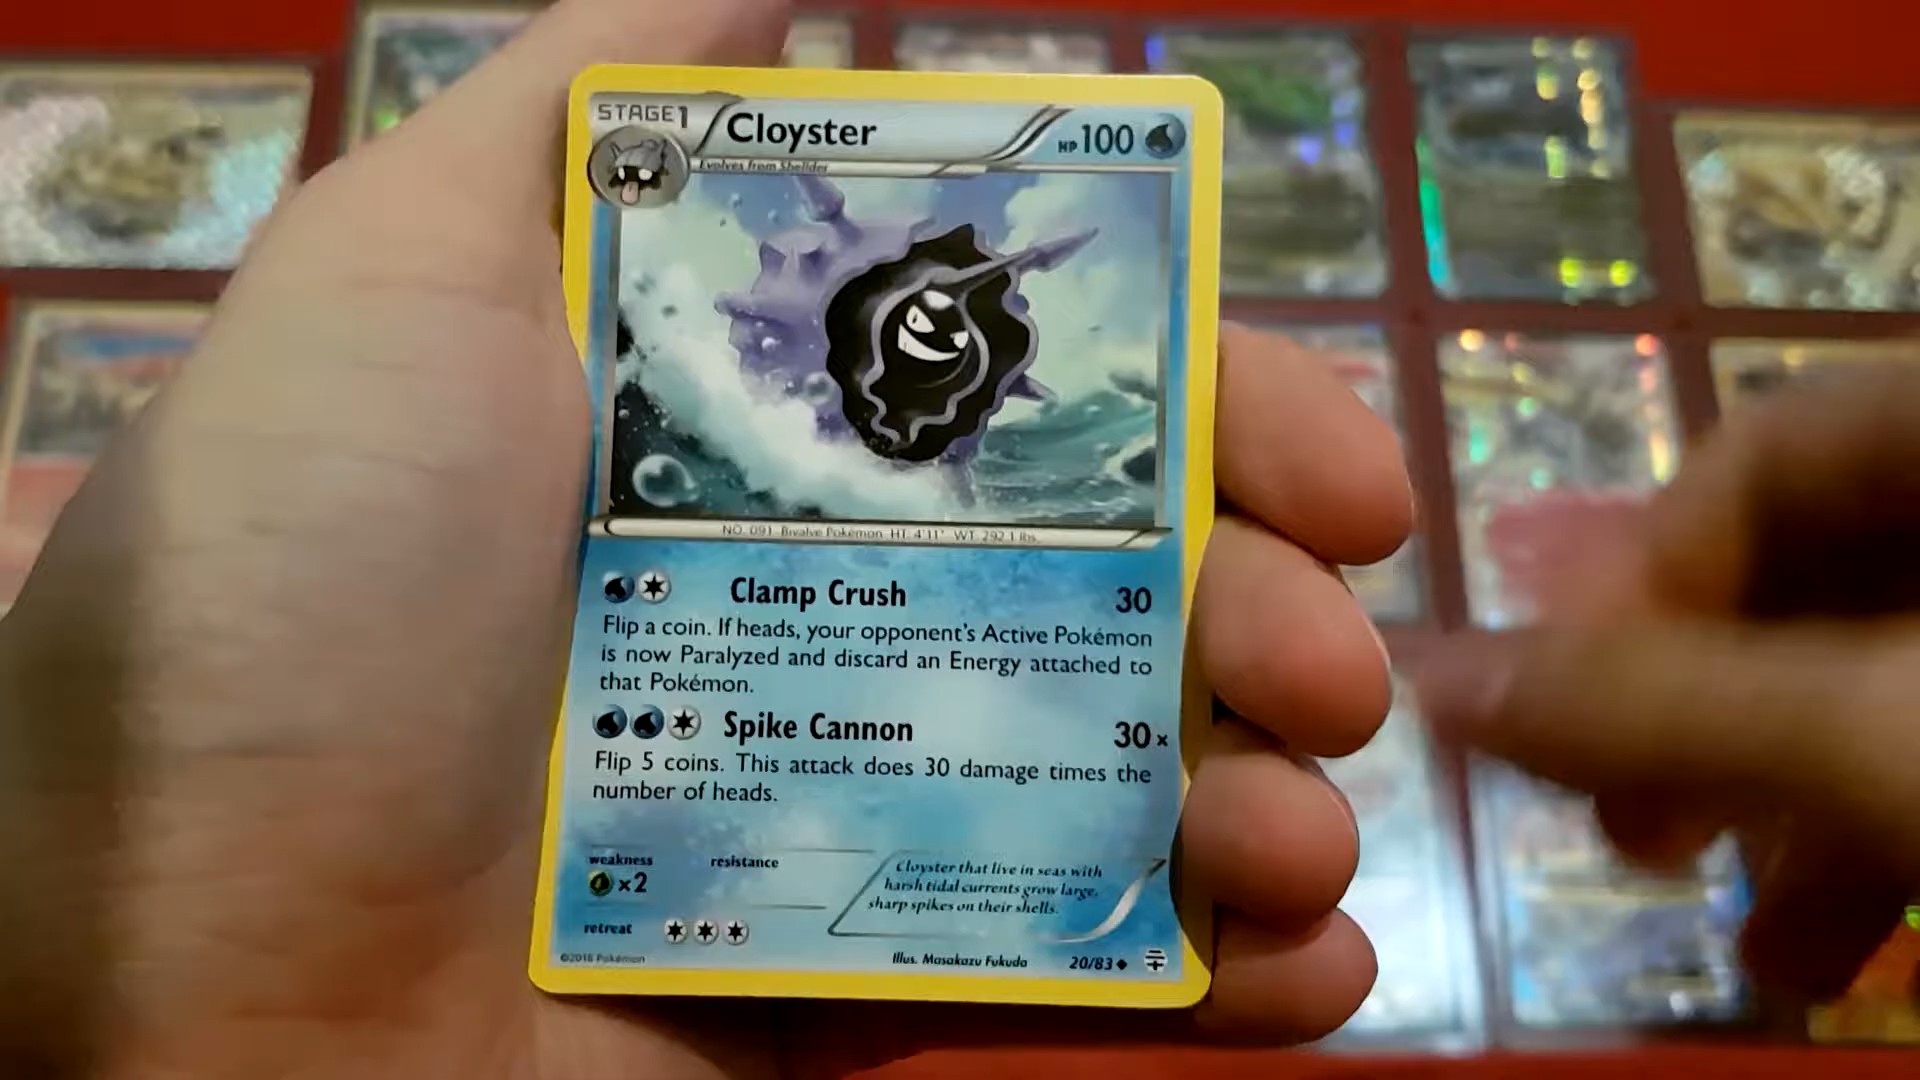 STAGE1
Cloyster
HP100
Evolves from Shellder
NO. 091 Bivalve Pokémon HT. 4'11" WT. 292.1 lbs.
Clamp Crush 30
Flip a coin. If heads, your opponent's Active Pokémon
is now Paralyzed and discard an Energy attached to
that Pokémon.
Spike Cannon 30x
Flip 5 coins. This attack does 30 damage times the
number of heads.
weakness
×2
resistance
Cloyster that live in seas with
harsh tidal currents grow large,
sharp spikes on their shells.
retreat
©2016 Pokémon
Illus. Masakazu Fukuda
20/83